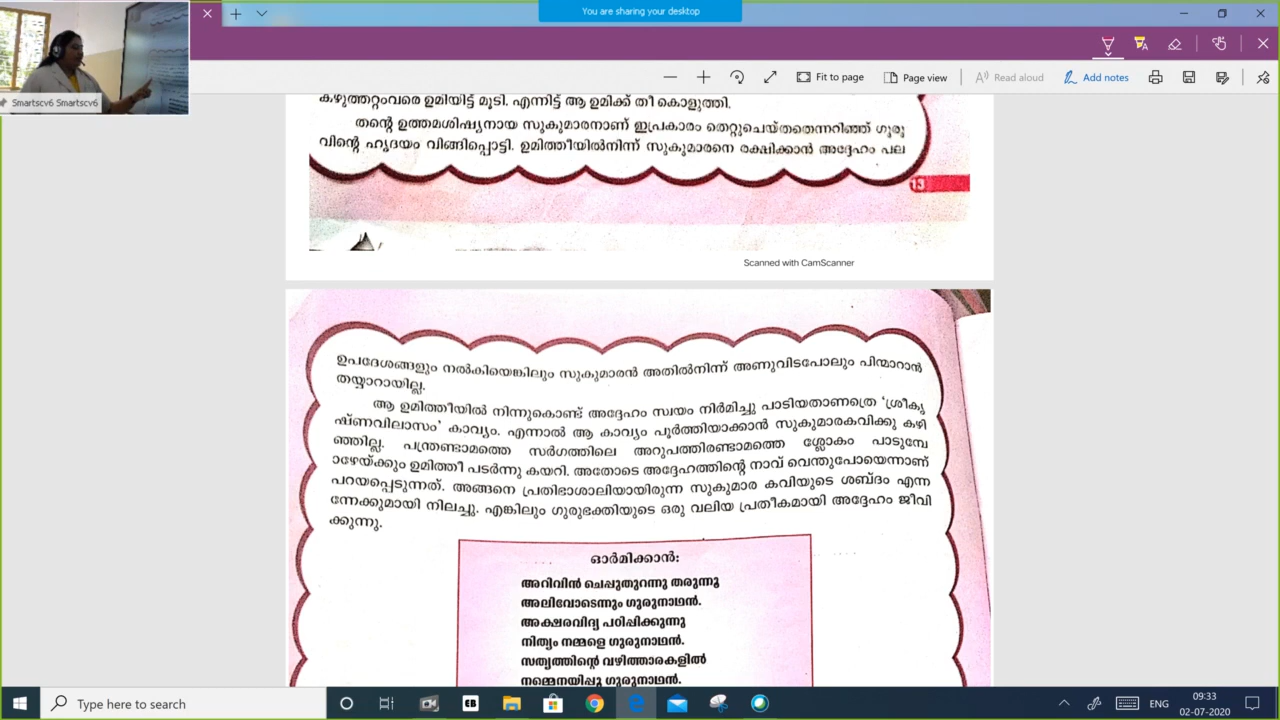 You are sharing your desktop
Smartscv6 Smartscv6
Fit to page
Page view
Read aloud
Add notes
കഴുത്തറ്റംവരെ ഉമിയിട്ട് മൂടി. എന്നിട്ട് ആ ഉമിക്ക് തീ കൊളുത്തി.
തന്റെ ഉത്തമശിഷ്യനായ സുകുമാരനാണ് ഇപ്രകാരം തെറ്റുചെയ്തതെന്നറിഞ്ഞ് ഗുരു
വിന്റെ ഹൃദയം വിങ്ങിപ്പൊട്ടി. ഉമിത്തീയിൽനിന്ന് സുകുമാരനെ രക്ഷിക്കാൻ അദ്ദേഹം പല
13
Scanned with CamScanner
ഉപദേശങ്ങളും നൽകിയെങ്കിലും സുകുമാരൻ അതിൽനിന്ന് അണുവിടപോലും പിന്മാറാൻ
തയ്യാറായില്ല.
ആ ഉമിത്തീയിൽ നിന്നുകൊണ്ട് അദ്ദേഹം സ്വയം നിർമിച്ചു പാടിയതാണത്രെ 'ശ്രീകൃ
ഷ്ണവിലാസം' കാവ്യം. എന്നാൽ ആ കാവ്യം പൂർത്തിയാക്കാൻ സുകുമാരകവിക്കു കഴി
ഞ്ഞില്ല. പന്ത്രണ്ടാമത്തെ സർഗത്തിലെ അറുപത്തിരണ്ടാമത്തെ ശ്ലോകം പാടുമ്പേ
ാഴേയ്ക്കും ഉമിത്തീ പടർന്നു കയറി. അതോടെ അദ്ദേഹത്തിന്റെ നാവ് വെന്തുപോയെന്നാണ്
പറയപ്പെടുന്നത്. അങ്ങനെ പ്രതിഭാശാലിയായിരുന്ന സുകുമാര കവിയുടെ ശബ്ദം എന്ന
ന്നേക്കുമായി നിലച്ചു. എങ്കിലും ഗുരുഭക്തിയുടെ ഒരു വലിയ പ്രതീകമായി അദ്ദേഹം ജീവി
ക്കുന്നു.
ഓർമിക്കാൻ:
അറിവിൻ ചെപ്പുതുറന്നു തരുന്നൂ
അലിവോടെന്നും ഗുരുനാഥൻ.
അക്ഷരവിദ്യ പഠിപ്പിക്കുന്നു
നിത്യം നമ്മളെ ഗുരുനാഥൻ.
സത്യത്തിന്റെ വഴിത്താരകളിൽ
നമ്മെനയിപ്പൂ ഗുരുനാഥൻ.
Type here to search
ENG
09:33
02-07-2020